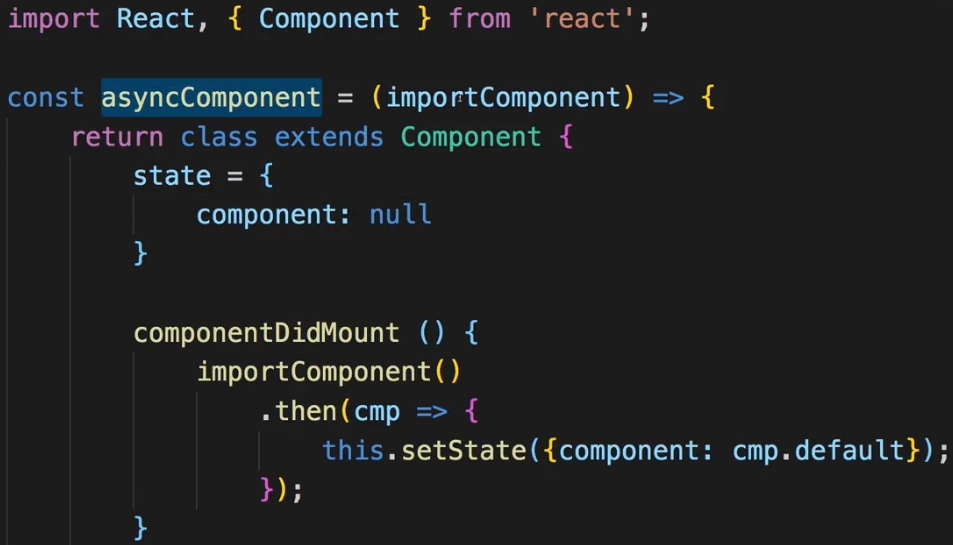 import React, { Component } from 'react';
const asyncComponent = (importComponent) => {
return class extends Component {
state = {
component: null
}
componentDidMount () {
importComponent()
.then(cmp => {
this.setState({component: cmp.default});
});
}